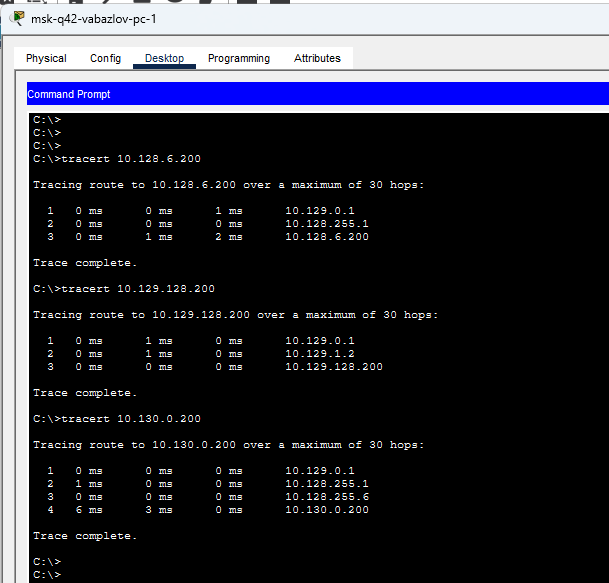 msk-q42-vabazlov-pc-1
Physical Config Desktop Programming Attributes
Command Prompt
C:\>
C:\>
C:\>
C:\>tracert 10.128.6.200
Tracing route to 10.128.6.200 over a maximum of 30 hops:
1 0 ms 0 ms 1 ms 10.129.0.1
2 0 ms 0 ms 0 ms 10.128.255.1
3 0 ms 1 ms 2 ms 10.128.6.200
Trace complete.
C:\>tracert 10.129.128.200
Tracing route to 10.129.128.200 over a maximum of 30 hops:
1 0 ms 1 ms 0 ms 10.129.0.1
2 0 ms 1 ms 0 ms 10.129.1.2
3 0 ms 0 ms 0 ms 10.129.128.200
Trace complete.
C:\>tracert 10.130.0.200
Tracing route to 10.130.0.200 over a maximum of 30 hops:
1 0 ms 0 ms 0 ms 10.129.0.1
2 1 ms 0 ms 0 ms 10.128.255.1
3 0 ms 0 ms 0 ms 10.128.255.6
4 6 ms 3 ms 0 ms 10.130.0.200
Trace complete.
C:\>
C:\>